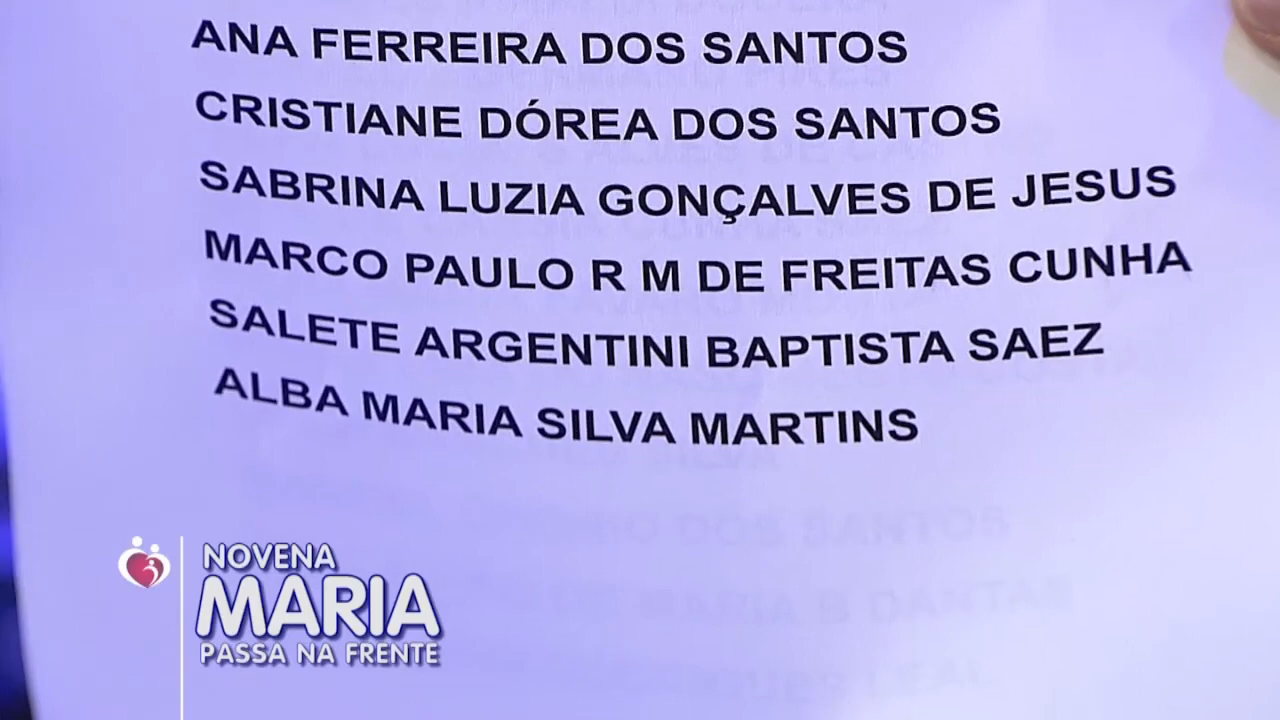 ANA FERREIRA DOS SANTOS
CRISTIANE DÓREA DOS SANTOS
SABRINA LUZIA GONÇALVES DE JESUS
MARCO PAULO R M DE FREITAS CUNHA
SALETE ARGENTINI BAPTISTA SAEZ
ALBA MARIA SILVA MARTINS
NOVENA
MARIA
PASSA NA FRENTE